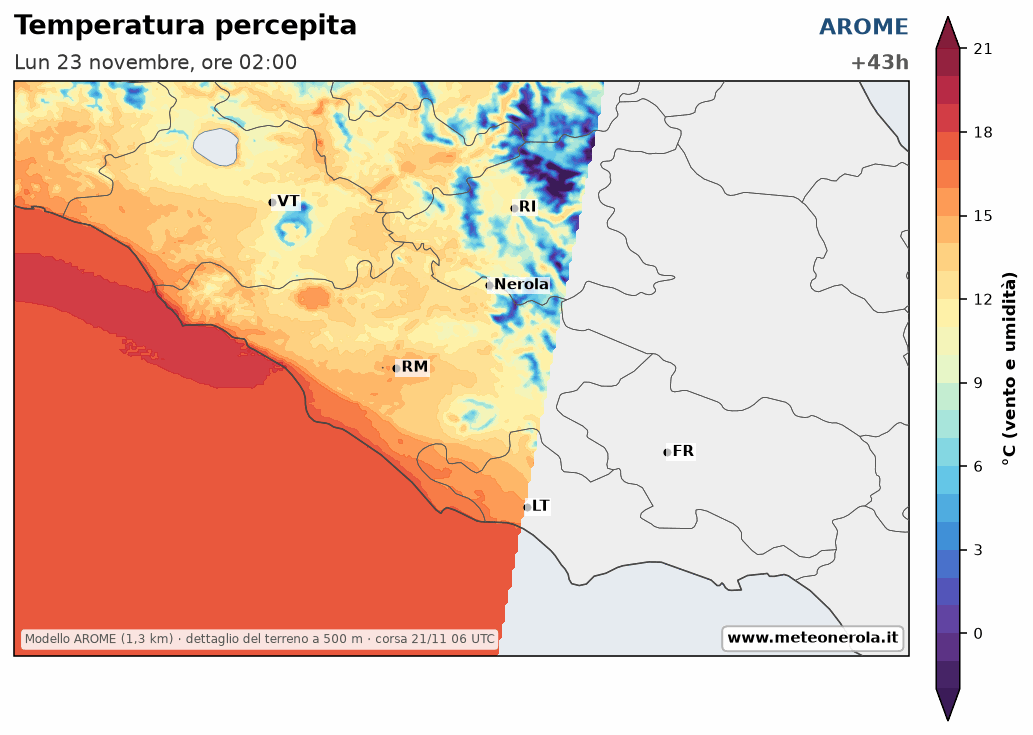 Temperatura percepita
AROME
Lun 23 novembre, ore 02:00
+43h
21
18
15
12
9
6
3
0
°C (vento e umidità)
VT
RI
Nerola
RM
FR
LT
Modello AROME (1,3 km) · dettaglio del terreno a 500 m · corsa 21/11 06 UTC
www.meteonerola.it